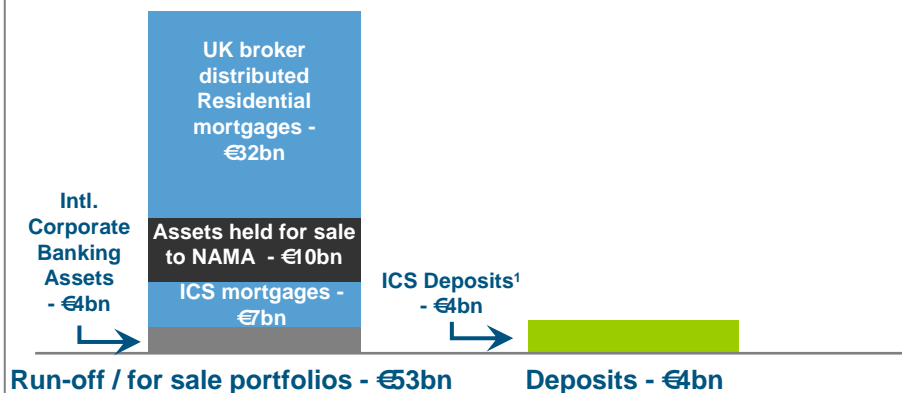 UK broker
distributed
Residential
mortgages -
€32bn
Intl.
Corporate
Banking
Assets
- €4bn
Assets held for sale
to NAMA - €10bn
ICS mortgages -
€7bn
ICS Deposits¹
- €4bn
Run-off / for sale portfolios - €53bn
Deposits - €4bn